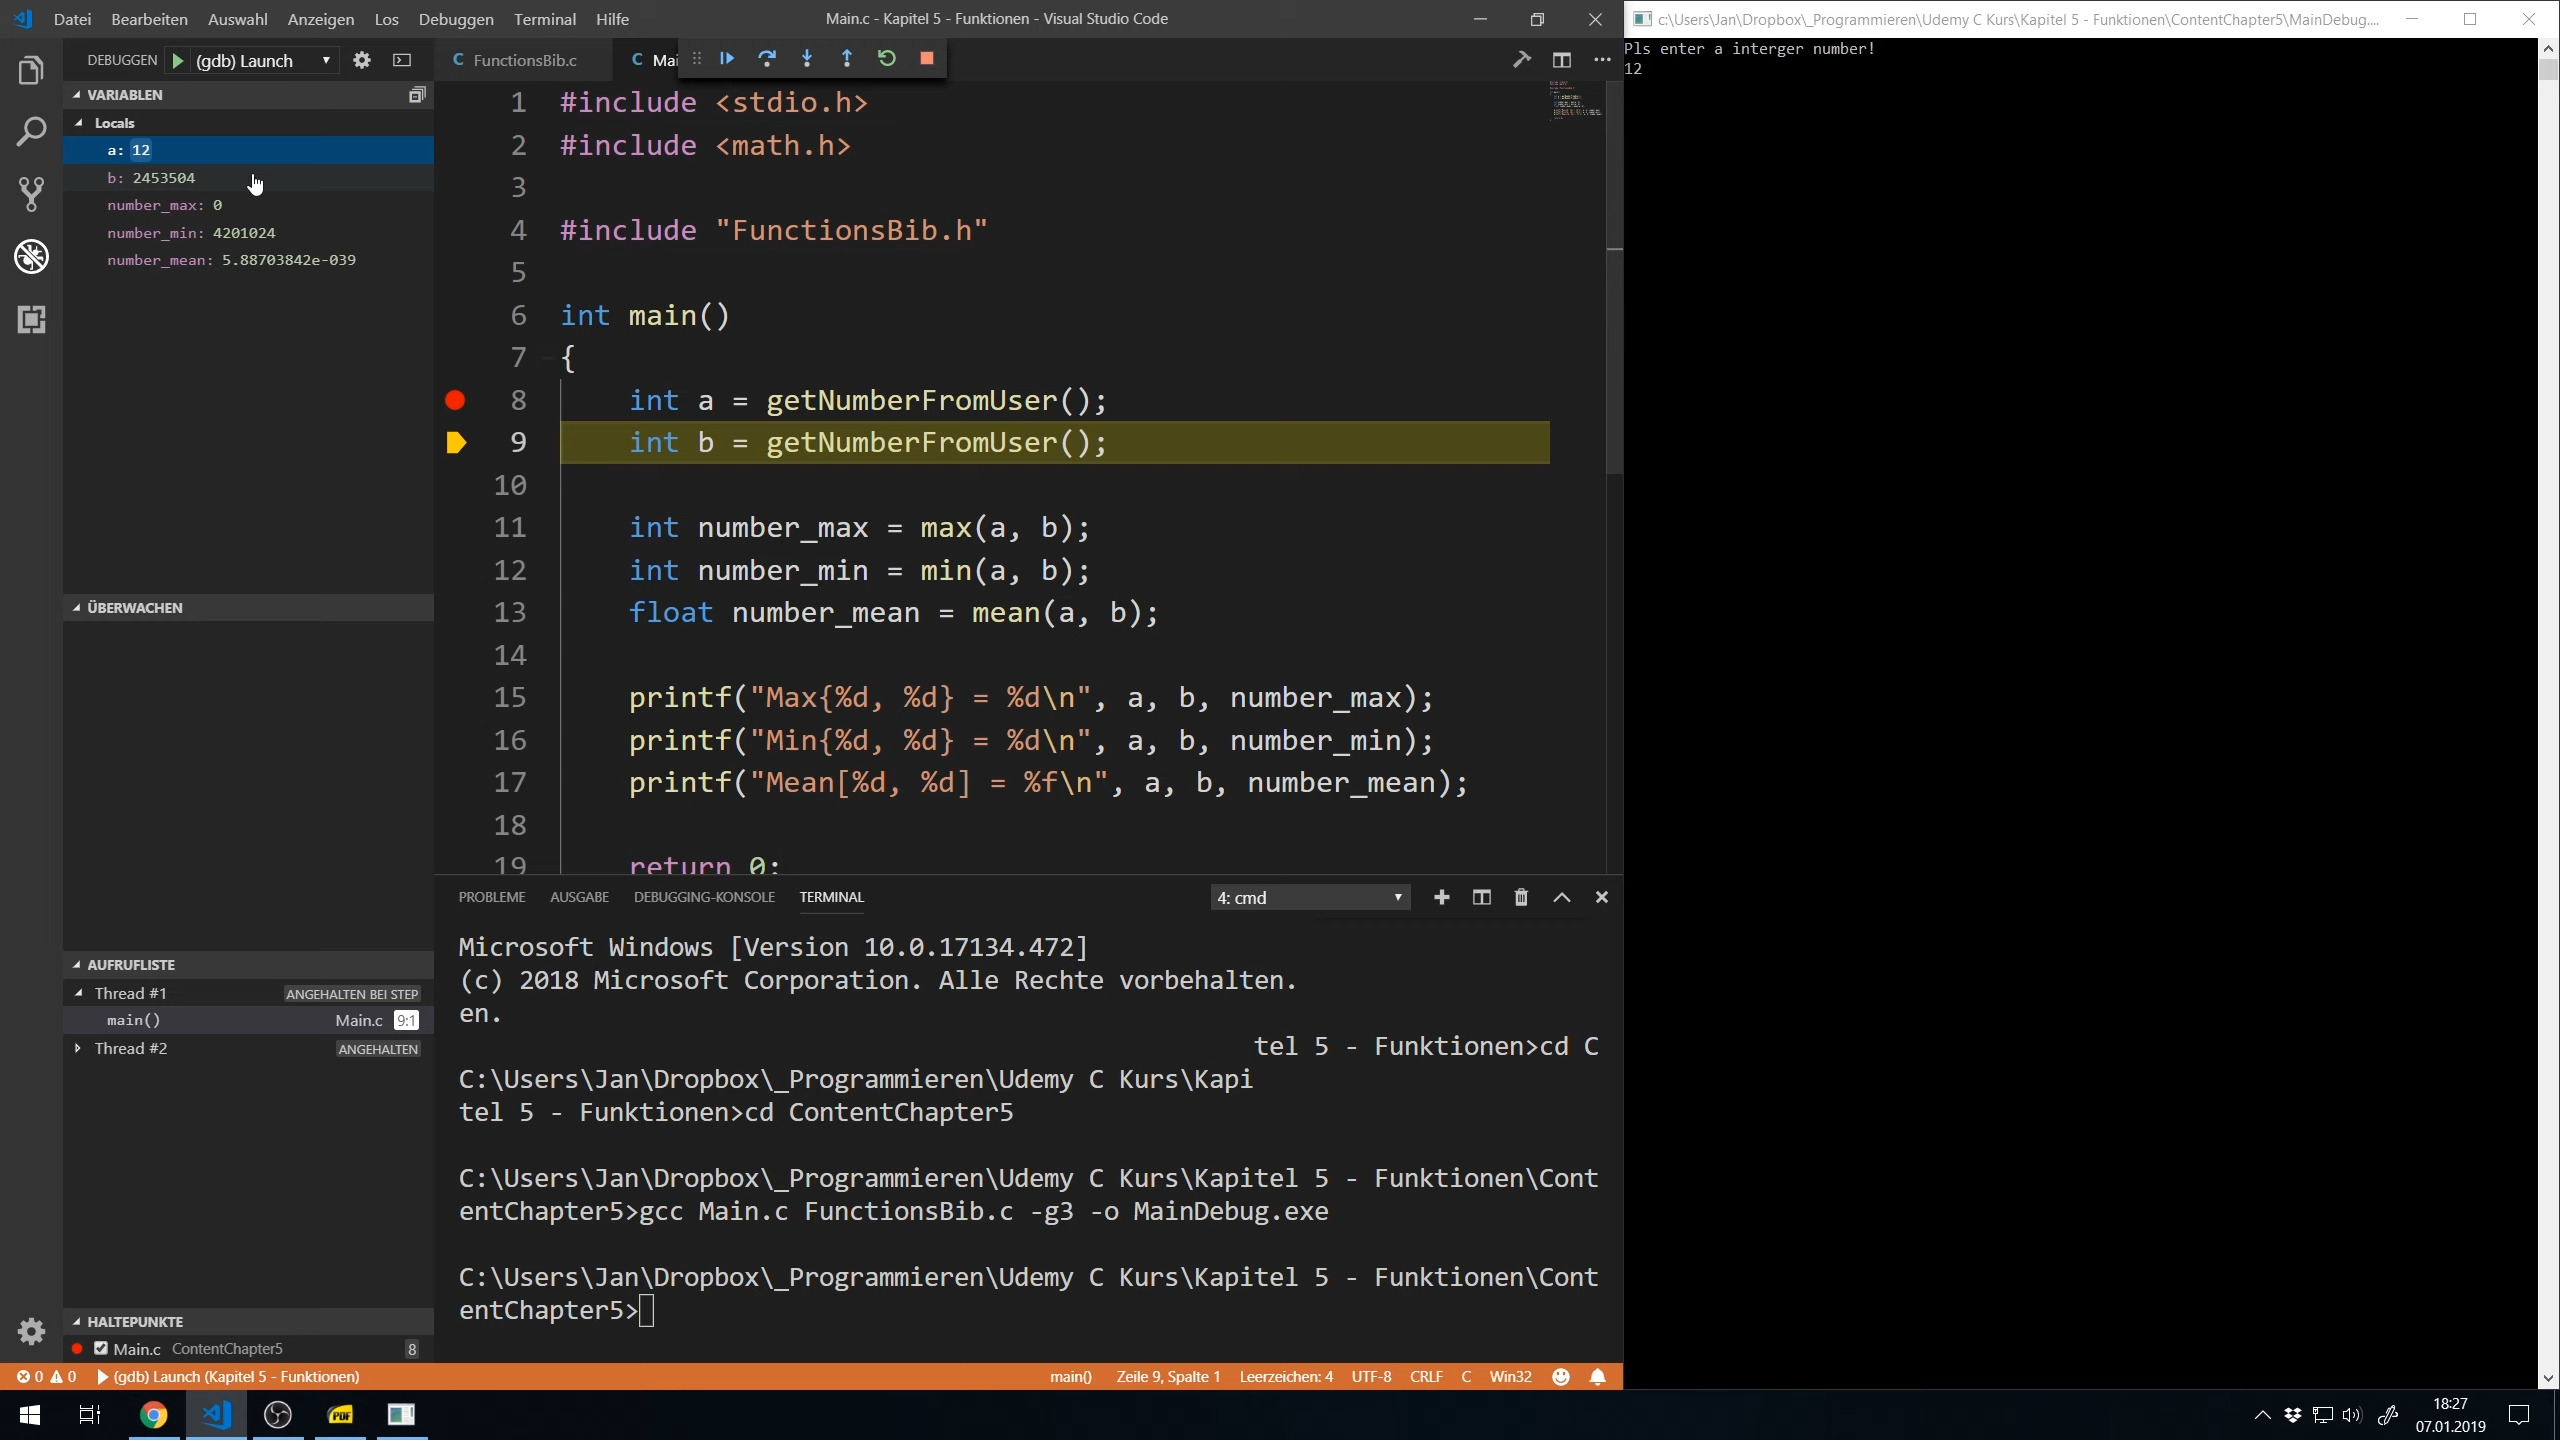 Datei Bearbeiten Auswahl Anzeigen Los Debuggen Terminal Hilfe
Main.c - Kapitel 5 - Funktionen - Visual Studio Code
c:\Users\Jan\Dropbox\_Programmieren\Udemy C Kurs\Kapitel 5 - Funktionen\ContentChapter5\MainDebug....
Pls enter a interger number!
12
DEBUGGEN (gdb) Launch
C FunctionsBib.c
C Mai
VARIABLEN
Locals
a: 12
b: 2453504
number_max: 0
number_min: 4201024
number_mean: 5.88703842e-039
ÜBERWACHEN
AUFRUFLISTE
Thread #1 ANGEHALTEN BEI STEP
main() Main.c 9:1
Thread #2 ANGEHALTEN
HALTEPUNKTE
Main.c ContentChapter5 8
1 #include <stdio.h>
2 #include <math.h>
3
4 #include "FunctionsBib.h"
5
6 int main()
7 {
8 int a = getNumberFromUser();
9 int b = getNumberFromUser();
10
11 int number_max = max(a, b);
12 int number_min = min(a, b);
13 float number_mean = mean(a, b);
14
15 printf("Max{%d, %d} = %d\n", a, b, number_max);
16 printf("Min{%d, %d} = %d\n", a, b, number_min);
17 printf("Mean[%d, %d] = %f\n", a, b, number_mean);
18
19 return 0;
PROBLEME AUSGABE DEBUGGING-KONSOLE TERMINAL
4: cmd
Microsoft Windows [Version 10.0.17134.472]
(c) 2018 Microsoft Corporation. Alle Rechte vorbehalten.
en.
tel 5 - Funktionen>cd C
C:\Users\Jan\Dropbox\_Programmieren\Udemy C Kurs\Kapi
tel 5 - Funktionen>cd ContentChapter5
C:\Users\Jan\Dropbox\_Programmieren\Udemy C Kurs\Kapitel 5 - Funktionen\Cont
entChapter5>gcc Main.c FunctionsBib.c -g3 -o MainDebug.exe
C:\Users\Jan\Dropbox\_Programmieren\Udemy C Kurs\Kapitel 5 - Funktionen\Cont
entChapter5>
0 0 (gdb) Launch (Kapitel 5 - Funktionen)
main() Zeile 9, Spalte 1 Leerzeichen: 4 UTF-8 CRLF C Win32
PDF
18:27
07.01.2019